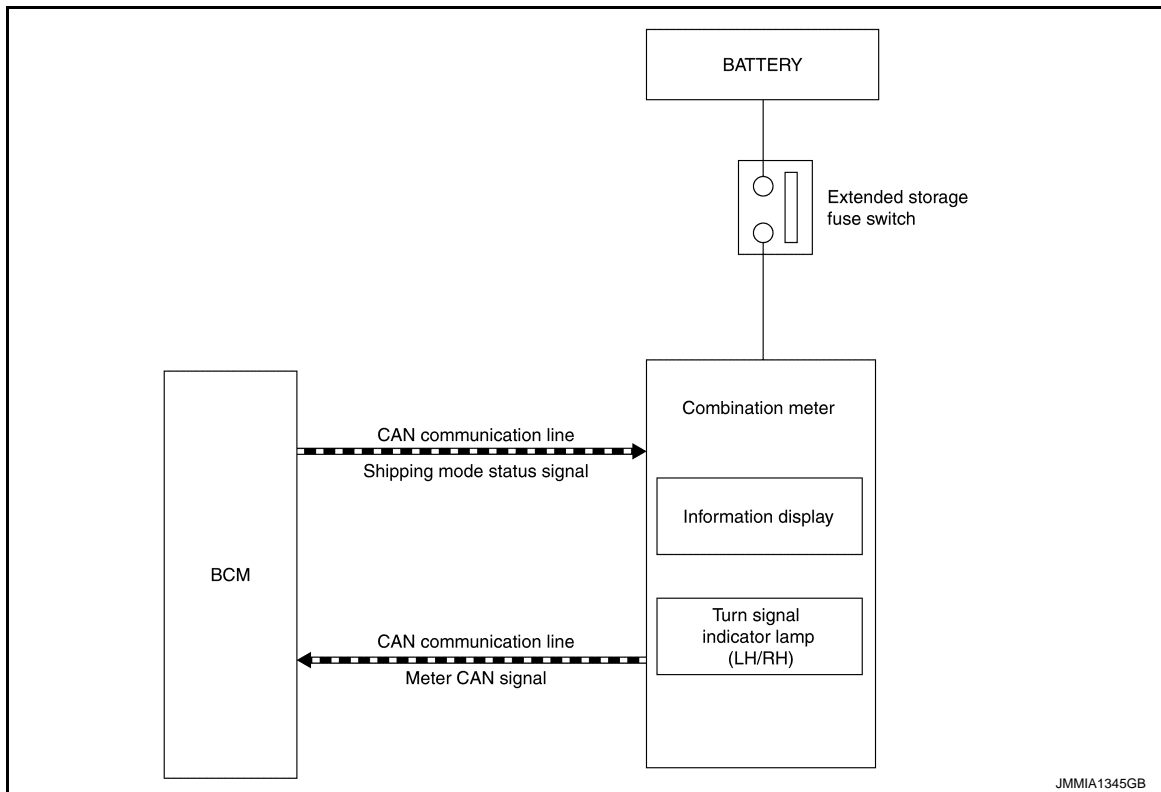 BATTERY
Extended storage
fuse switch
Combination meter
CAN communication line
Shipping mode status signal
Information display
BCM
Turn signal
indicator lamp
(LH/RH)
CAN communication line
Meter CAN signal
JMMIA1345GB